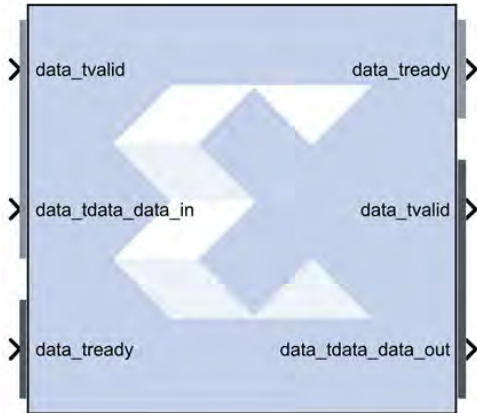 data_tvalid
data_tready
data_tdata_data_in
data_tvalid
data_tready
data_tdata_data_out